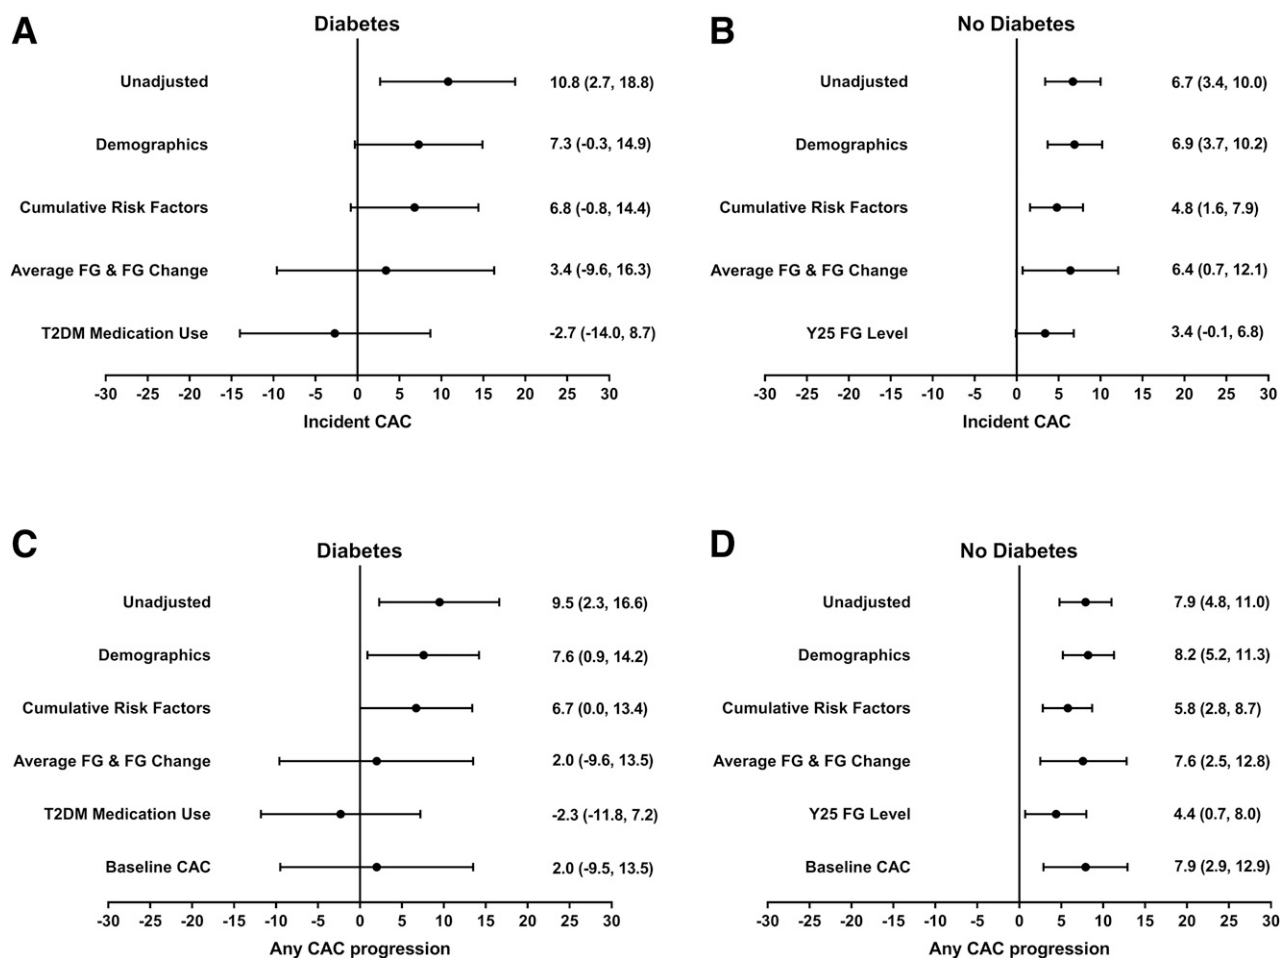 A
Diabetes
Unadjusted 10.8 (2.7, 18.8)
Demographics 7.3 (-0.3, 14.9)
Cumulative Risk Factors 6.8 (-0.8, 14.4)
Average FG & FG Change 3.4 (-9.6, 16.3)
T2DM Medication Use -2.7 (-14.0, 8.7)
-30 -25 -20 -15 -10 -5 0 5 10 15 20 25 30
Incident CAC
B
No Diabetes
Unadjusted 6.7 (3.4, 10.0)
Demographics 6.9 (3.7, 10.2)
Cumulative Risk Factors 4.8 (1.6, 7.9)
Average FG & FG Change 6.4 (0.7, 12.1)
Y25 FG Level 3.4 (-0.1, 6.8)
-30 -25 -20 -15 -10 -5 0 5 10 15 20 25 30
Incident CAC
C
Diabetes
Unadjusted 9.5 (2.3, 16.6)
Demographics 7.6 (0.9, 14.2)
Cumulative Risk Factors 6.7 (0.0, 13.4)
Average FG & FG Change 2.0 (-9.6, 13.5)
T2DM Medication Use -2.3 (-11.8, 7.2)
Baseline CAC 2.0 (-9.5, 13.5)
-30 -25 -20 -15 -10 -5 0 5 10 15 20 25 30
Any CAC progression
D
No Diabetes
Unadjusted 7.9 (4.8, 11.0)
Demographics 8.2 (5.2, 11.3)
Cumulative Risk Factors 5.8 (2.8, 8.7)
Average FG & FG Change 7.6 (2.5, 12.8)
Y25 FG Level 4.4 (0.7, 8.0)
Baseline CAC 7.9 (2.9, 12.9)
-30 -25 -20 -15 -10 -5 0 5 10 15 20 25 30
Any CAC progression